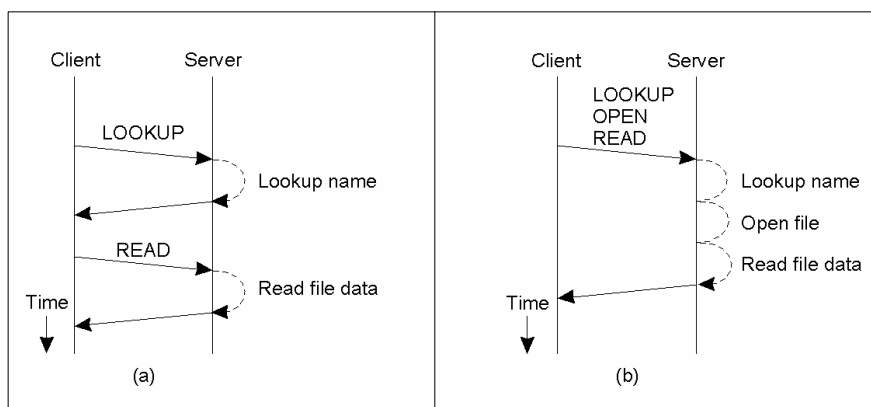 Client
Server
LOOKUP
Lookup name
READ
Read file data
Time
(a)
Client
Server
LOOKUP
OPEN
READ
Lookup name
Open file
Read file data
Time
(b)